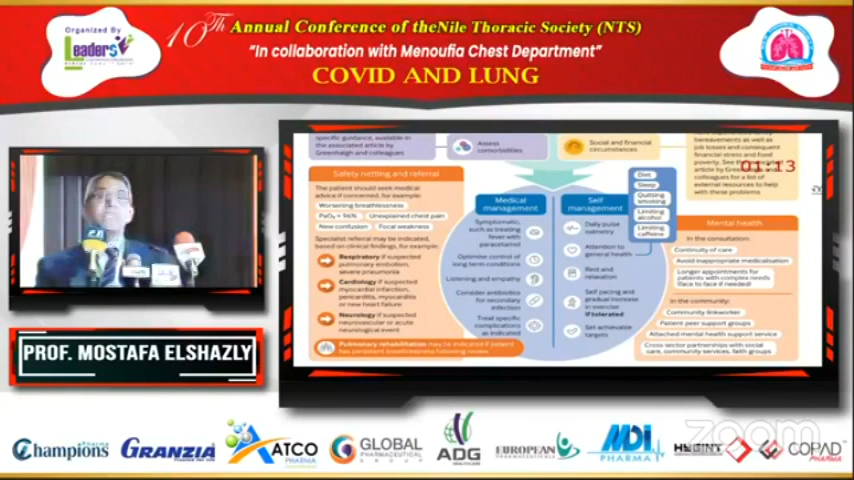 Organized By
Leaders
10Th Annual Conference of theNile Thoracic Society (NTS)
“In collaboration with Menoufia Chest Department”
COVID AND LUNG
specific guidance, available in
the associated article by
Greenhalgh and colleagues
Assess
comorbidities
Social and financial
circumstances
bereavements as well as
job losses and consequent
financial stress and food
poverty. See the
article by
colleagues for a list of
external resources to help
with these problems
01:13
Safety netting and referral
The patient should seek medical
advice if concerned, for example:
Worsening breathlessness
PaO₂ < 96%
Unexplained chest pain
New confusion
Focal weakness
Specialist referral may be indicated,
based on clinical findings, for example:
Respiratory if suspected
pulmonary embolism,
severe pneumonia
Cardiology if suspected
myocardial infarction,
pericarditis, myocarditis
or new heart failure
Neurology if suspected
neurovascular or acute
neurological event
Pulmonary rehabilitation may be indicated if patient
has persistent breathlessness following review
Medical
management
Symptomatic,
such as treating
fever with
paracetamol
Optimise control of
long term conditions
Listening and empathy
Consider antibiotics
for secondary
infection
Treat specific
complications
as indicated
Self
management
Daily pulse
oximetry
Attention to
general health
Rest and
relaxation
Self pacing and
gradual increase
in exercise
if tolerated
Set achievable
targets
Diet
Sleep
Quitting
smoking
Limiting
alcohol
Limiting
caffeine
Mental health
In the consultation:
Continuity of care
Avoid inappropriate medicalisation
Longer appointments for
patients with complex needs
(face to face if needed)
In the community:
Community linkworker
Patient peer support groups
Attached mental health support service
Cross-sector partnerships with social
care, community services, faith groups
PROF. MOSTAFA ELSHAZLY
Champions
Pharma
GRANZIA
ATCO
PHARMA
GLOBAL
PHARMACEUTICAL
GROUP
ADG
HEALTHCARE
EUROPEAN
PHARMACEUTICALS
MDI
PHARMA
COPAD
PHARMA
zoom